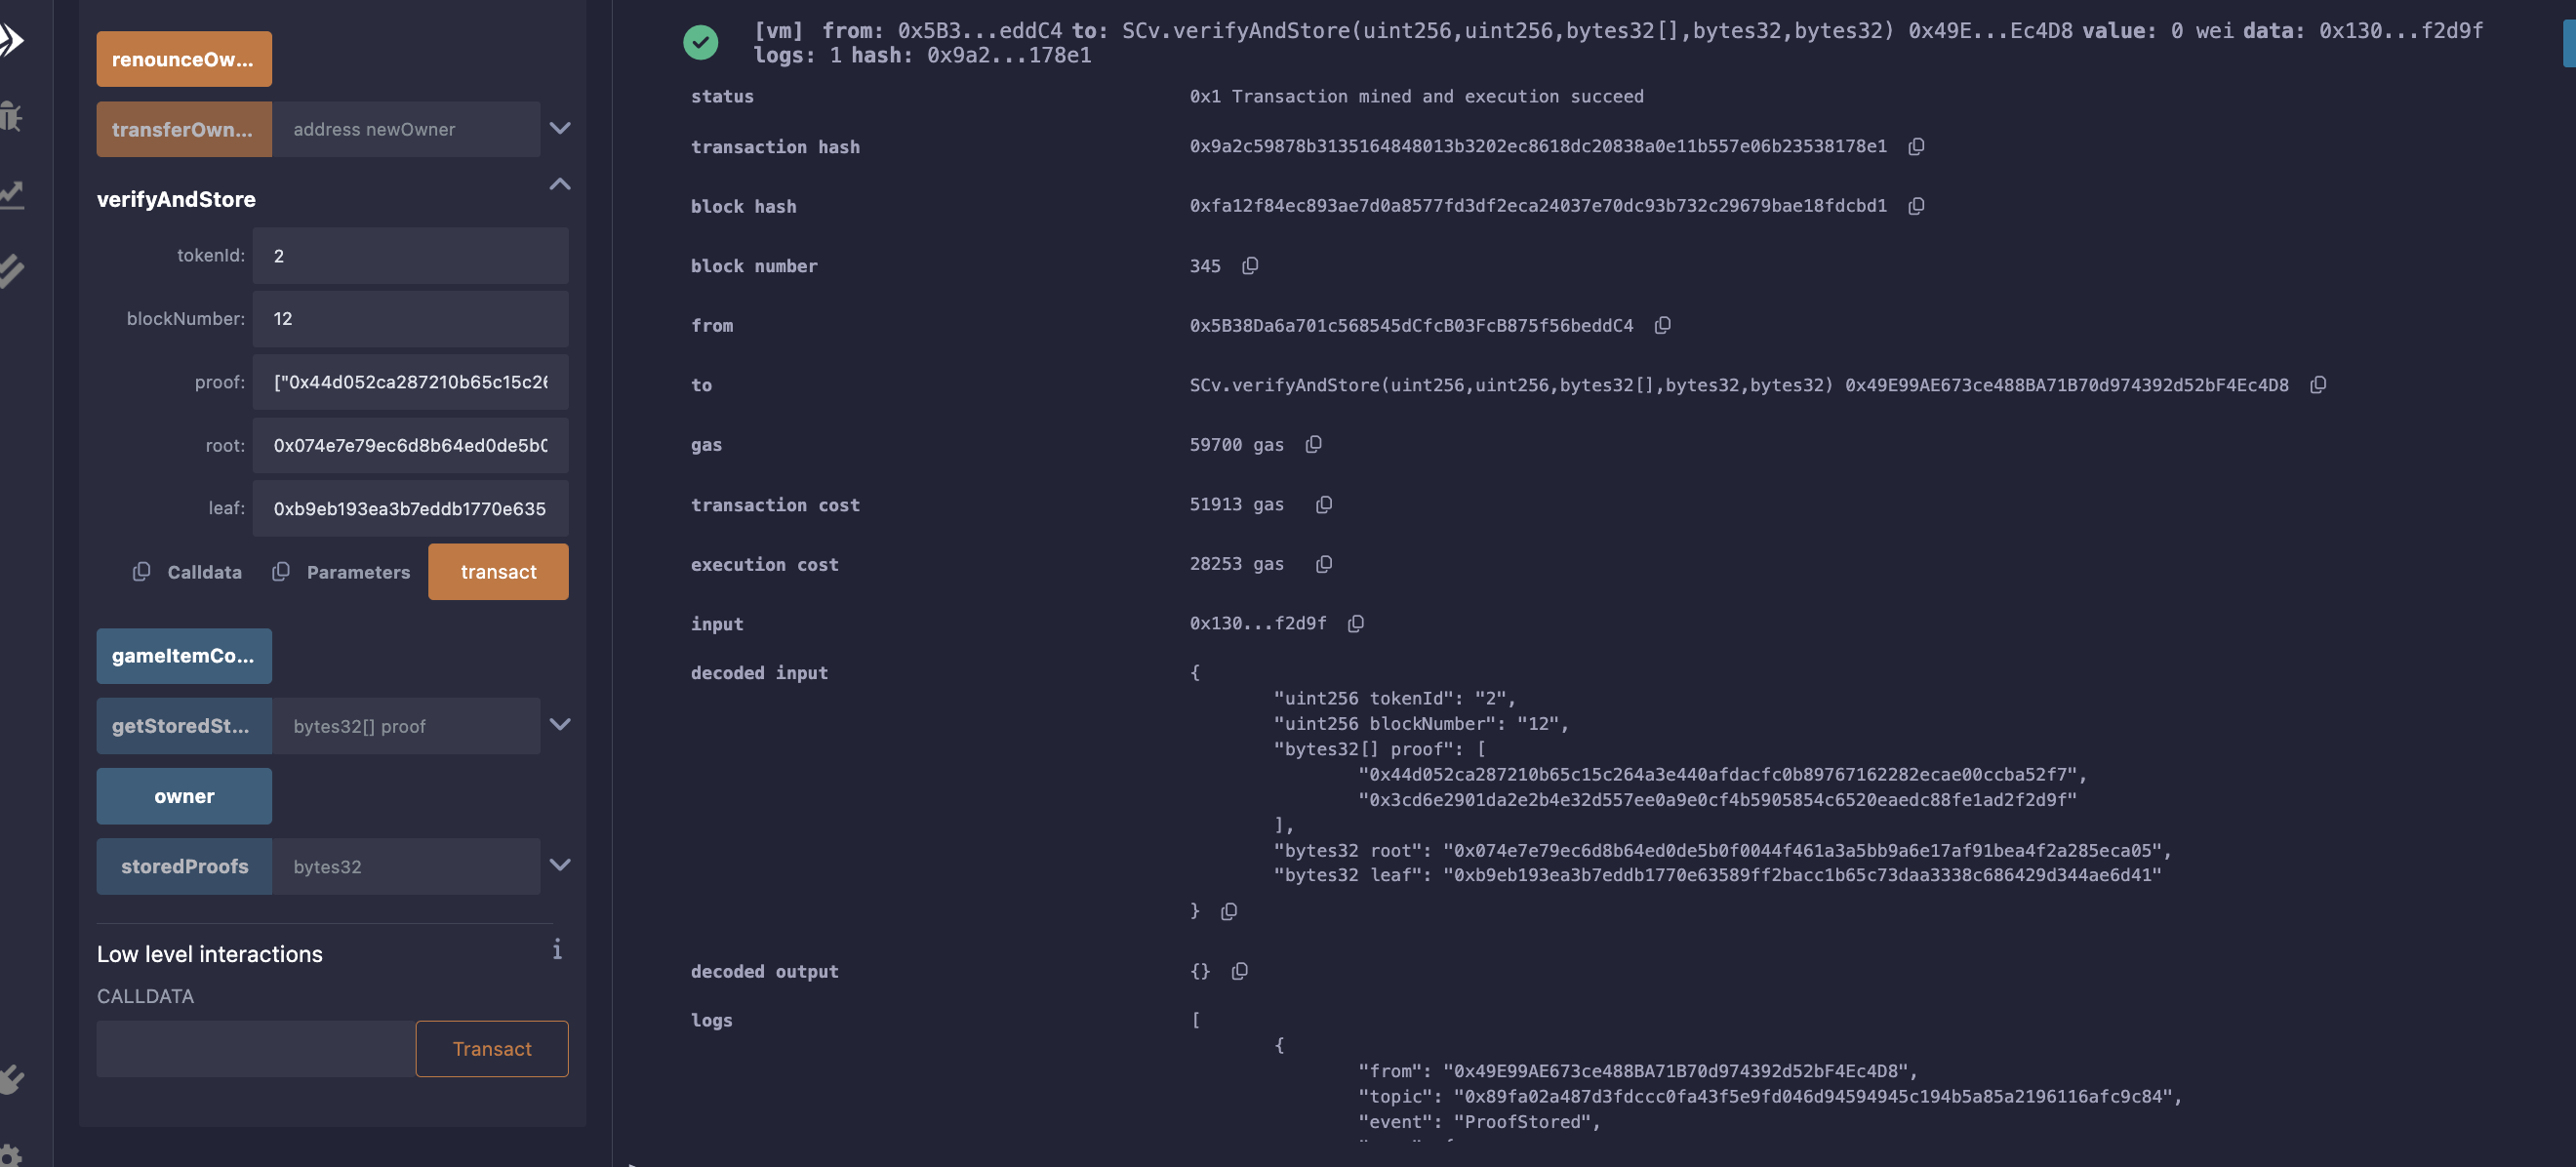 renounceOw...
transferOwn...
address newOwner
verifyAndStore
tokenId:
2
blockNumber:
12
proof:
["0x44d052ca287210b65c15c26
root:
0x074e7e79ec6d8b64ed0de5b0
leaf:
0xb9eb193ea3b7eddb1770e635
Calldata
Parameters
transact
gameItemCo...
getStoredSt...
bytes32[] proof
owner
storedProofs
bytes32
Low level interactions
i
CALLDATA
Transact
[vm] from: 0x5B3...eddC4 to: SCv.verifyAndStore(uint256,uint256,bytes32[],bytes32,bytes32) 0x49E...Ec4D8 value: 0 wei data: 0x130...f2d9f
logs: 1 hash: 0x9a2...178e1
status
0x1 Transaction mined and execution succeed
transaction hash
0x9a2c59878b3135164848013b3202ec8618dc20838a0e11b557e06b23538178e1
block hash
0xfa12f84ec893ae7d0a8577fd3df2eca24037e70dc93b732c29679bae18fdcbd1
block number
345
from
0x5B38Da6a701c568545dCfcB03FcB875f56beddC4
to
SCv.verifyAndStore(uint256,uint256,bytes32[],bytes32,bytes32) 0x49E99AE673ce488BA71B70d974392d52bF4Ec4D8
gas
59700 gas
transaction cost
51913 gas
execution cost
28253 gas
input
0x130...f2d9f
decoded input
{
"uint256 tokenId": "2",
"uint256 blockNumber": "12",
"bytes32[] proof": [
"0x44d052ca287210b65c15c264a3e440afdacfc0b89767162282ecae00ccba52f7",
"0x3cd6e2901da2e2b4e32d557ee0a9e0cf4b5905854c6520eaedc88fe1ad2f2d9f"
],
"bytes32 root": "0x074e7e79ec6d8b64ed0de5b0f0044f461a3a5bb9a6e17af91bea4f2a285eca05",
"bytes32 leaf": "0xb9eb193ea3b7eddb1770e63589ff2bacc1b65c73daa3338c686429d344ae6d41"
}
decoded output
{}
logs
[
{
"from": "0x49E99AE673ce488BA71B70d974392d52bF4Ec4D8",
"topic": "0x89fa02a487d3fdccc0fa43f5e9fd046d94594945c194b5a85a2196116afc9c84",
"event": "ProofStored",